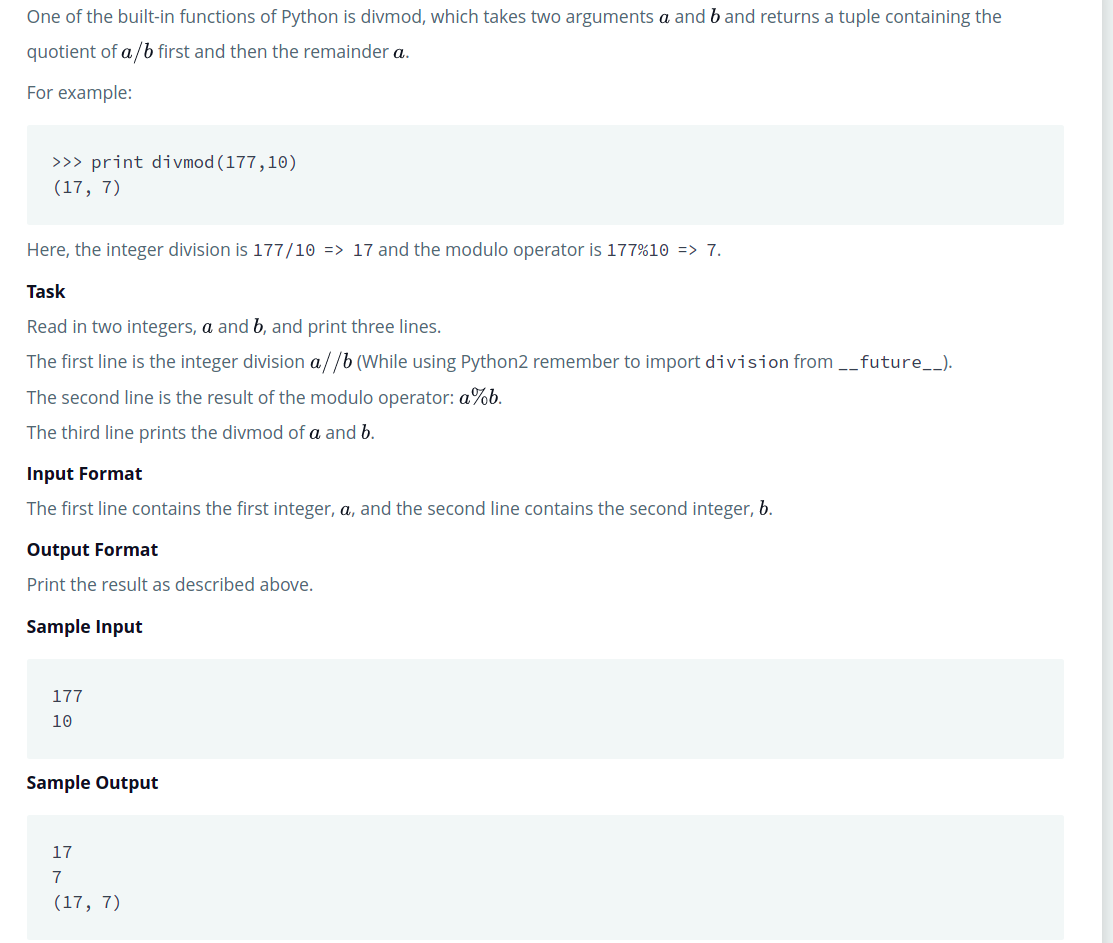 One of the built-in functions of Python is divmod, which takes two arguments a and b and returns a tuple containing the
quotient of a/b first and then the remainder a.
For example:
>>> print divmod(177,10)
(17, 7)
Here, the integer division is 177/10 => 17 and the modulo operator is 177%10 => 7.
Task
Read in two integers, a and b, and print three lines.
The first line is the integer division a//b (While using Python2 remember to import division from __future__).
The second line is the result of the modulo operator: a%b.
The third line prints the divmod of a and b.
Input Format
The first line contains the first integer, a, and the second line contains the second integer, b.
Output Format
Print the result as described above.
Sample Input
177
10
Sample Output
17
7
(17, 7)